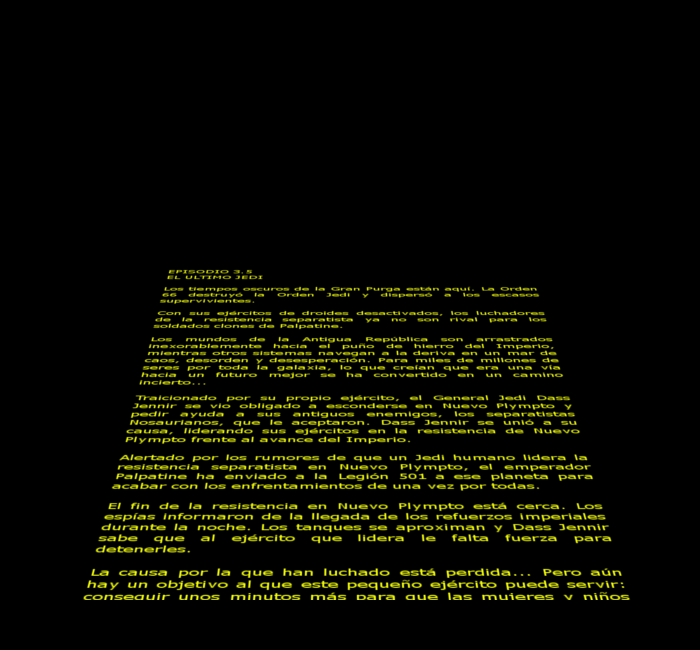 EPISODIO 3.5
EL ULTIMO JEDI
Los tiempos oscuros de la Gran Purga están aquí. La Orden
66 destruyó la Orden Jedi y dispersó a los escasos
supervivientes.
Con sus ejércitos de droides desactivados, los luchadores
de la resistencia separatista ya no son rival para los
soldados clones de Palpatine.
Los mundos de la Antigua República son arrastrados
inexorablemente hacia el puño de hierro del Imperio,
mientras otros sistemas navegan a la deriva en un mar de
caos, desorden y desesperación. Para miles de millones de
seres por toda la galaxia, lo que creían que era una vía
hacia un futuro mejor se ha convertido en un camino
incierto...
Traicionado por su propio ejército, el General Jedi Dass
Jennir se vio obligado a esconderse en Nuevo Plympto y
pedir ayuda a sus antiguos enemigos, los separatistas
Nosaurianos, que le aceptaron. Dass Jennir se unió a su
causa, liderando sus ejércitos en la resistencia de Nuevo
Plympto frente al avance del Imperio.
Alertado por los rumores de que un Jedi humano lidera la
resistencia separatista en Nuevo Plympto, el emperador
Palpatine ha enviado a la Legión 501 a ese planeta para
acabar con los enfrentamientos de una vez por todas.
El fin de la resistencia en Nuevo Plympto está cerca. Los
espías informaron de la llegada de los refuerzos imperiales
durante la noche. Los tanques se aproximan y Dass Jennir
sabe que al ejército que lidera le falta fuerza para
detenerles.
La causa por la que han luchado está perdida... Pero aún
hay un objetivo al que este pequeño ejército puede servir:
conseguir unos minutos más para que las mujeres y niños